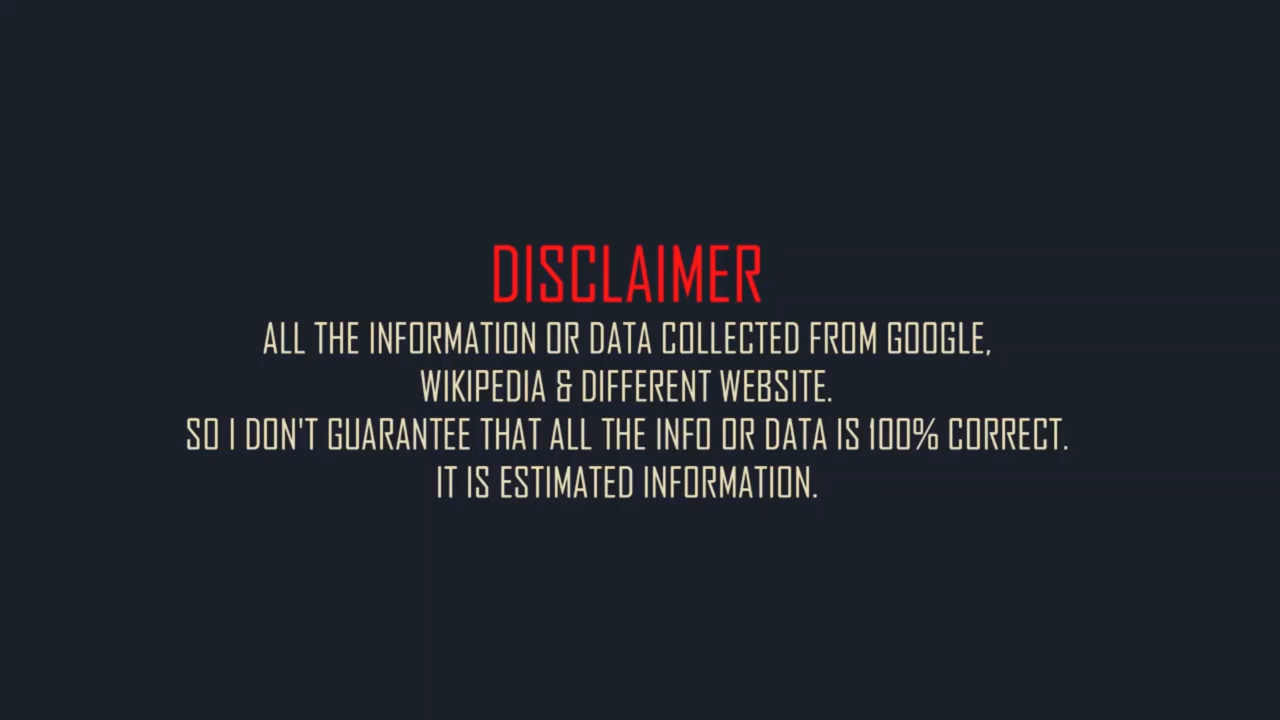 DISCLAIMER
ALL THE INFORMATION OR DATA COLLECTED FROM GOOGLE,
WIKIPEDIA & DIFFERENT WEBSITE.
SO I DON'T GUARANTEE THAT ALL THE INFO OR DATA IS 100% CORRECT.
IT IS ESTIMATED INFORMATION.